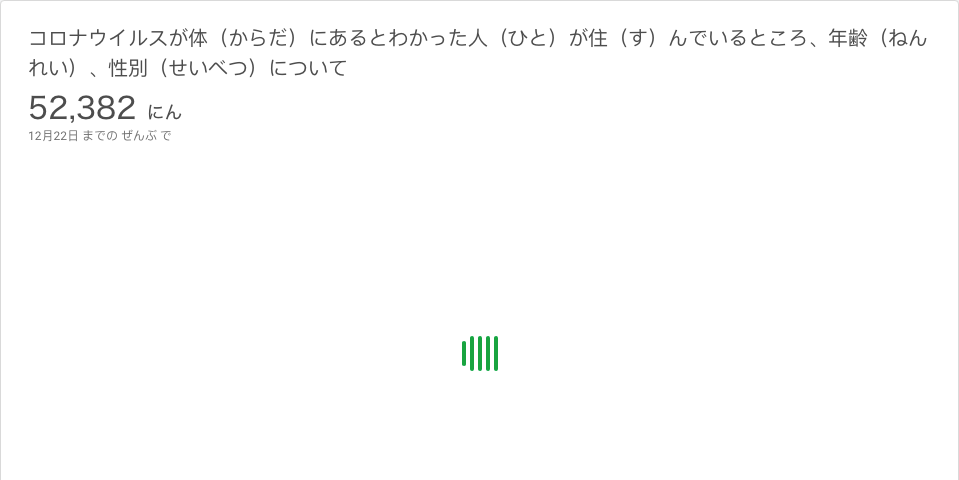 コロナウイルスが体（からだ）にあるとわかった人（ひと）が住（す）んでいるところ、年齢（ねん
れい）、性別（せいべつ）について
52,382 にん
12月22日 までの ぜんぶ で